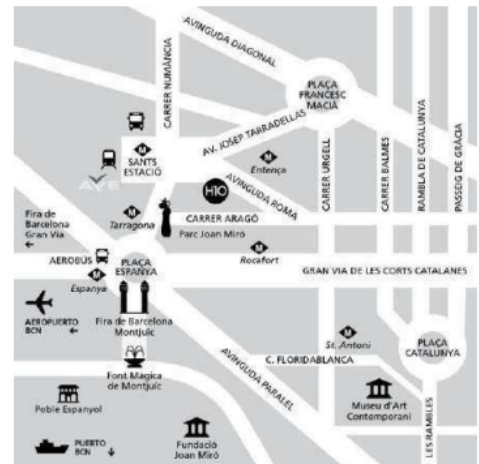 AVINGUDA DIAGONAL
CARRER NUMÀNCIA
PLAÇA
FRANCESC
MACIÀ
AV. JOSEP TARRADELLAS
M
SANTS
ESTACIÓ
AVE
M
Entença
H10
AVINGUDA ROMA
CARRER URGELL
CARRER BALMES
RAMBLA DE CATALUNYA
PASSEIG DE GRÀCIA
Fira de
Barcelona
Gran Via
←
M
Tarragona
CARRER ARAGÓ
Parc Joan Miró
M
Rocafort
AEROBÚS
M
Espanya
PLAÇA
ESPANYA
GRAN VIA DE LES CORTS CATALANES
AEROPUERTO
BCN ←
Fira de Barcelona
Montjuïc
M
St. Antoni
C. FLORIDABLANCA
PLAÇA
CATALUNYA
AVINGUDA PARALEL
Font Màgica
de Montjuïc
Poble Espanyol
Museu d'Art
Contemporani
LES RAMBLES
PUERTO
BCN ↓
Fundació
Joan Miró